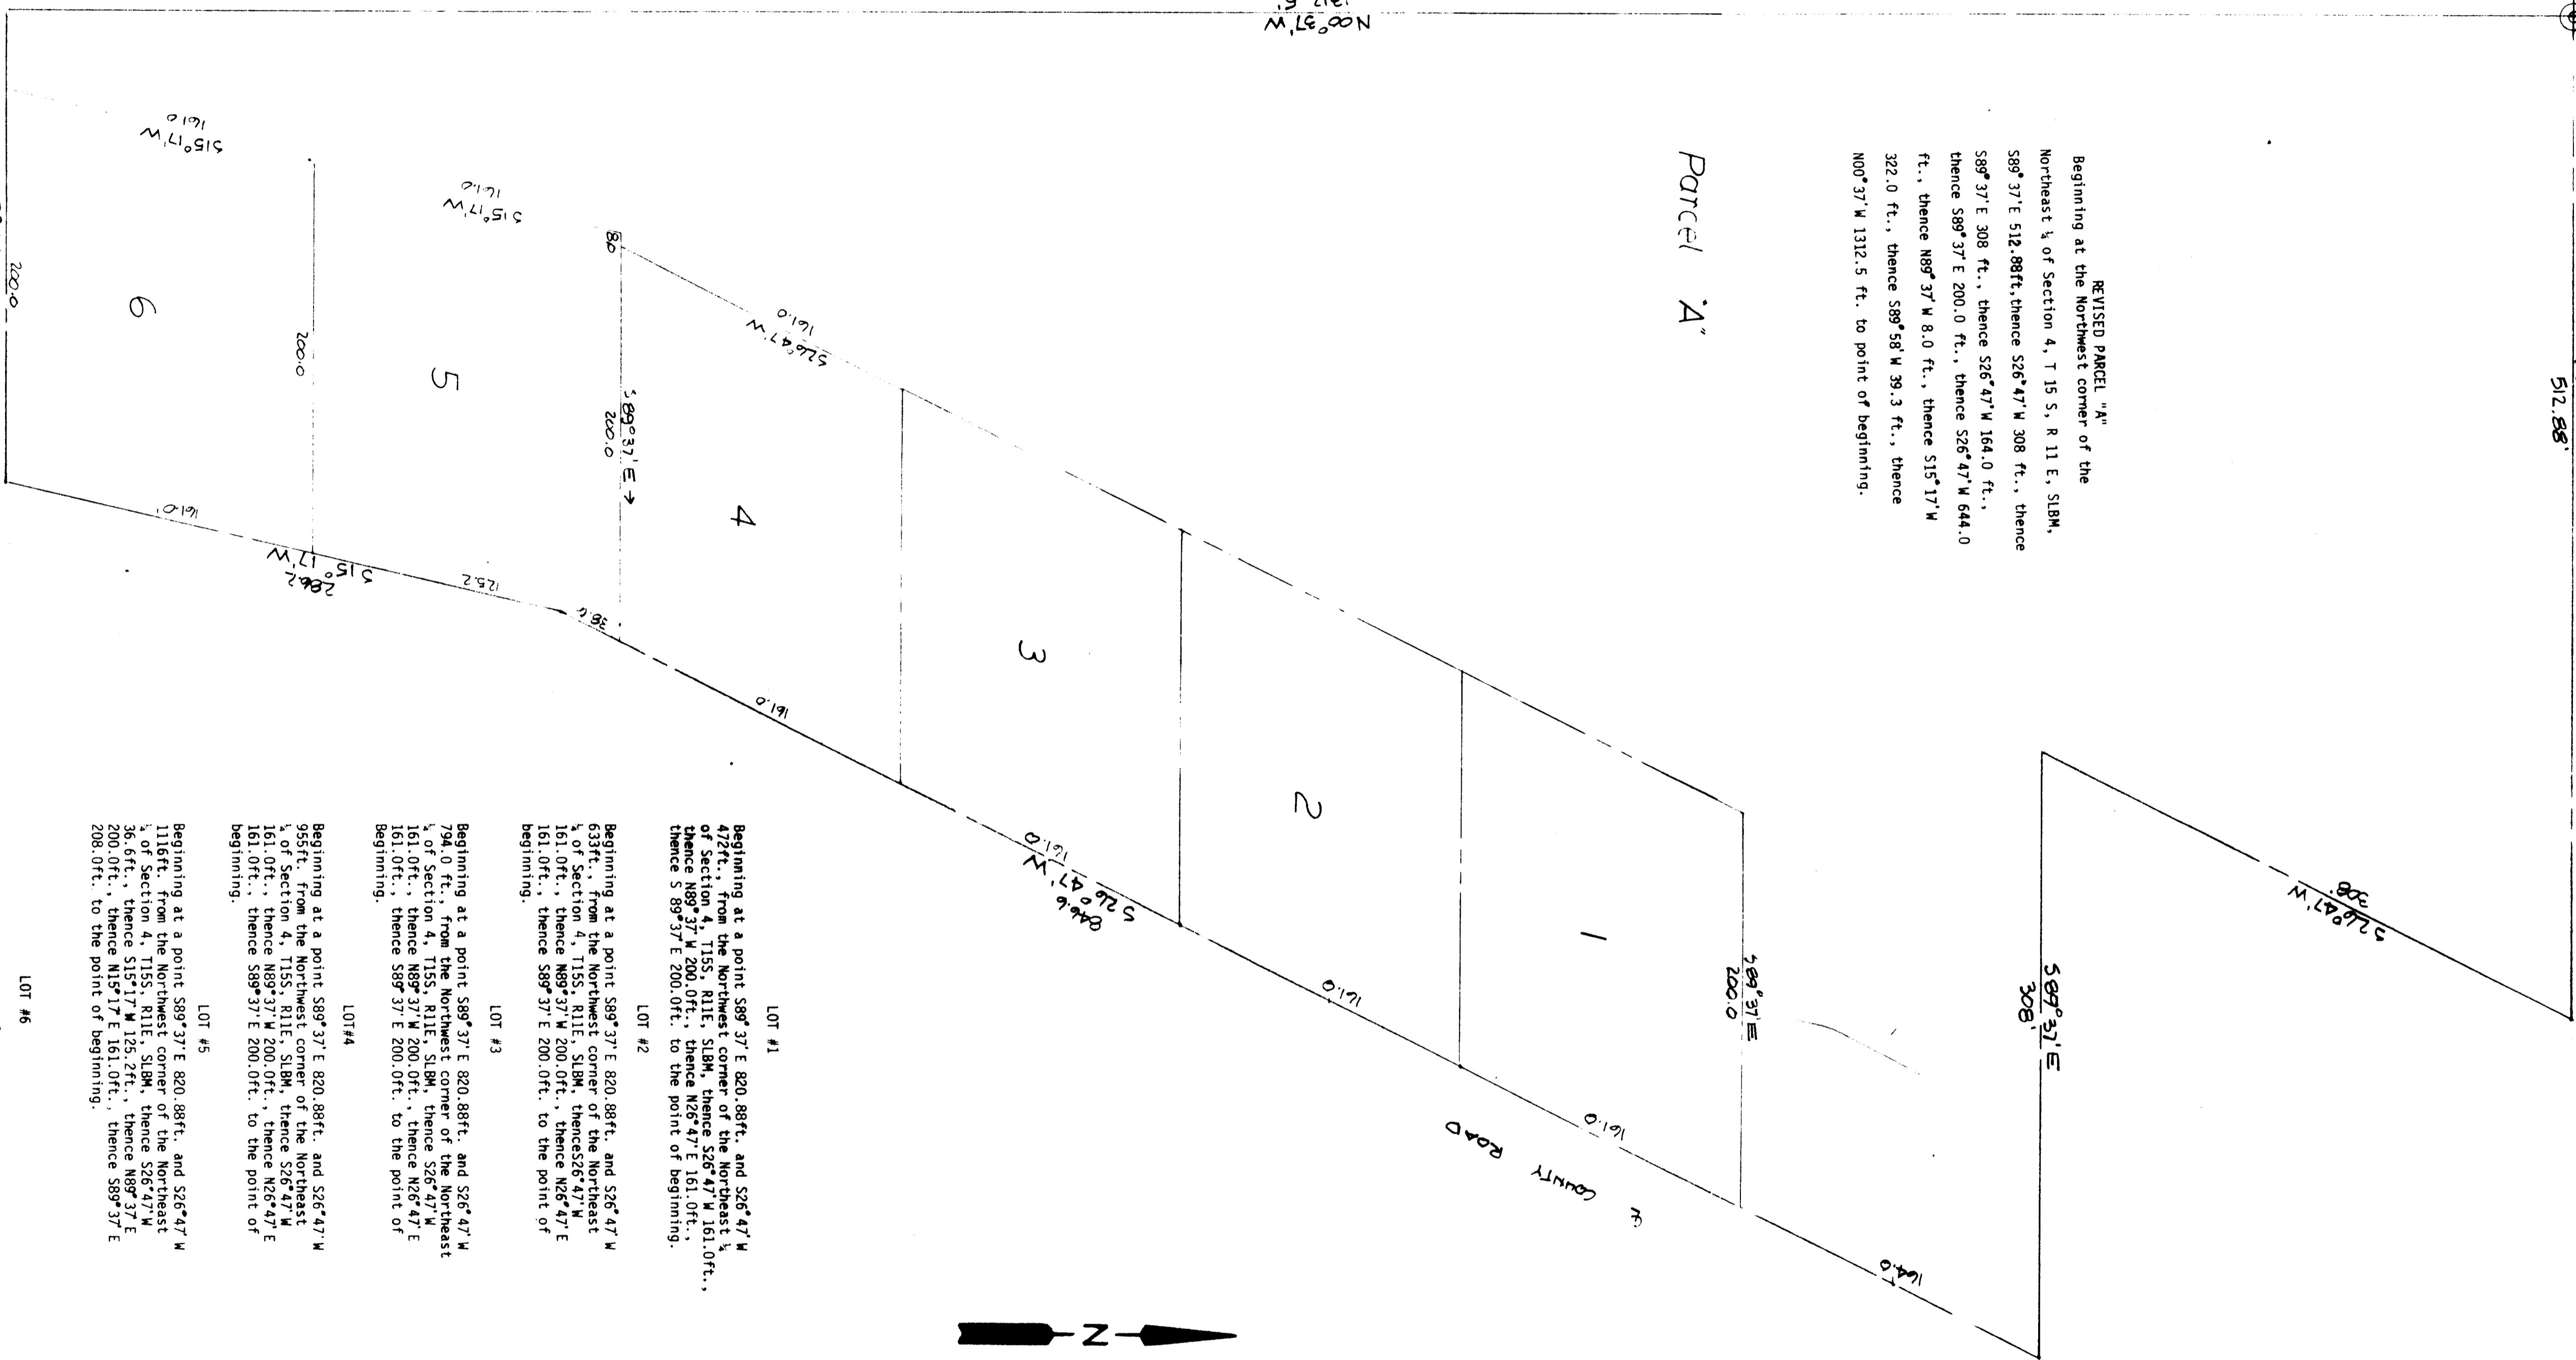 512.88'
REVISED PARCEL "A"
Beginning at the Northwest corner of the
Northeast ¼ of Section 4, T 15 S, R 11 E, SLBM,
S89°37'E 512.88ft,thence S26°47'W 308 ft., thence
S89°37'E 308 ft., thence S26°47'W 164.0 ft.,
thence S89°37'E 200.0 ft., thence S26°47'W 644.0
ft., thence N89°37'W 8.0 ft., thence S15°17'W
322.0 ft., thence S89°58'W 39.3 ft., thence
N00°37'W 1312.5 ft. to point of beginning.
Parcel "A"
N00°37'W
S26°47'W
308'
S89°37'E
308'
164.0
S89°37'E
200.0
1
161.0
℄ COUNTY ROAD
2
161.0
3
S26°47'W
846.6
161.0
4
S26°47'W
161.0
161.0
S89°37'E →
200.0
8.0
5
S15°17'W
161.0
125.2
S15°17'W
286.2
200.0
6
S15°17'W
161.0
161.0'
200.0
LOT #1
Beginning at a point S89°37'E 820.88ft. and S26°47'W
472ft., from the Northwest corner of the Northeast ¼
of Section 4, T15S, R11E, SLBM, thence S26°47'W 161.0ft.,
thence N89°37'W 200.0ft., thence N26°47'E 161.0ft.,
thence S 89°37'E 200.0ft. to the point of beginning.
LOT #2
Beginning at a point S89°37'E 820.88ft. and S26°47'W
633ft., from the Northwest corner of the Northeast
¼ of Section 4, T15S, R11E, SLBM, thenceS26°47'W
161.0ft., thence N89°37'W 200.0ft., thence N26°47'E
161.0ft., thence S89°37'E 200.0ft. to the point of
beginning.
LOT #3
Beginning at a point S89°37'E 820.88ft. and S26°47'W
794.0 ft., from the Northwest corner of the Northeast
¼ of Section 4, T15S, R11E, SLBM, thence S26°47'W
161.0ft., thence N89°37'W 200.0ft., thence N26°47'E
161.0ft., thence S89°37'E 200.0ft. to the point of
Beginning.
LOT#4
Beginning at a point S89°37'E 820.88ft. and S26°47'W
955ft. from the Northwest corner of the Northeast
¼ of Section 4, T15S, R11E, SLBM, thence S26°47'W
161.0ft., thence N89°37'W 200.0ft., thence N26°47'E
161.0ft., thence S89°37'E 200.0ft. to the point of
beginning.
LOT #5
Beginning at a point S89°37'E 820.88ft. and S26°47'W
1116ft. from the Northwest corner of the Northeast
¼ of Section 4, T15S, R11E, SLBM, thence S26°47'W
36.6ft., thence S15°17'W 125.2ft., thence N89°37'E
200.0ft., thence N15°17'E 161.0ft., thence S89°37'E
208.0ft. to the point of beginning.
LOT #6
N